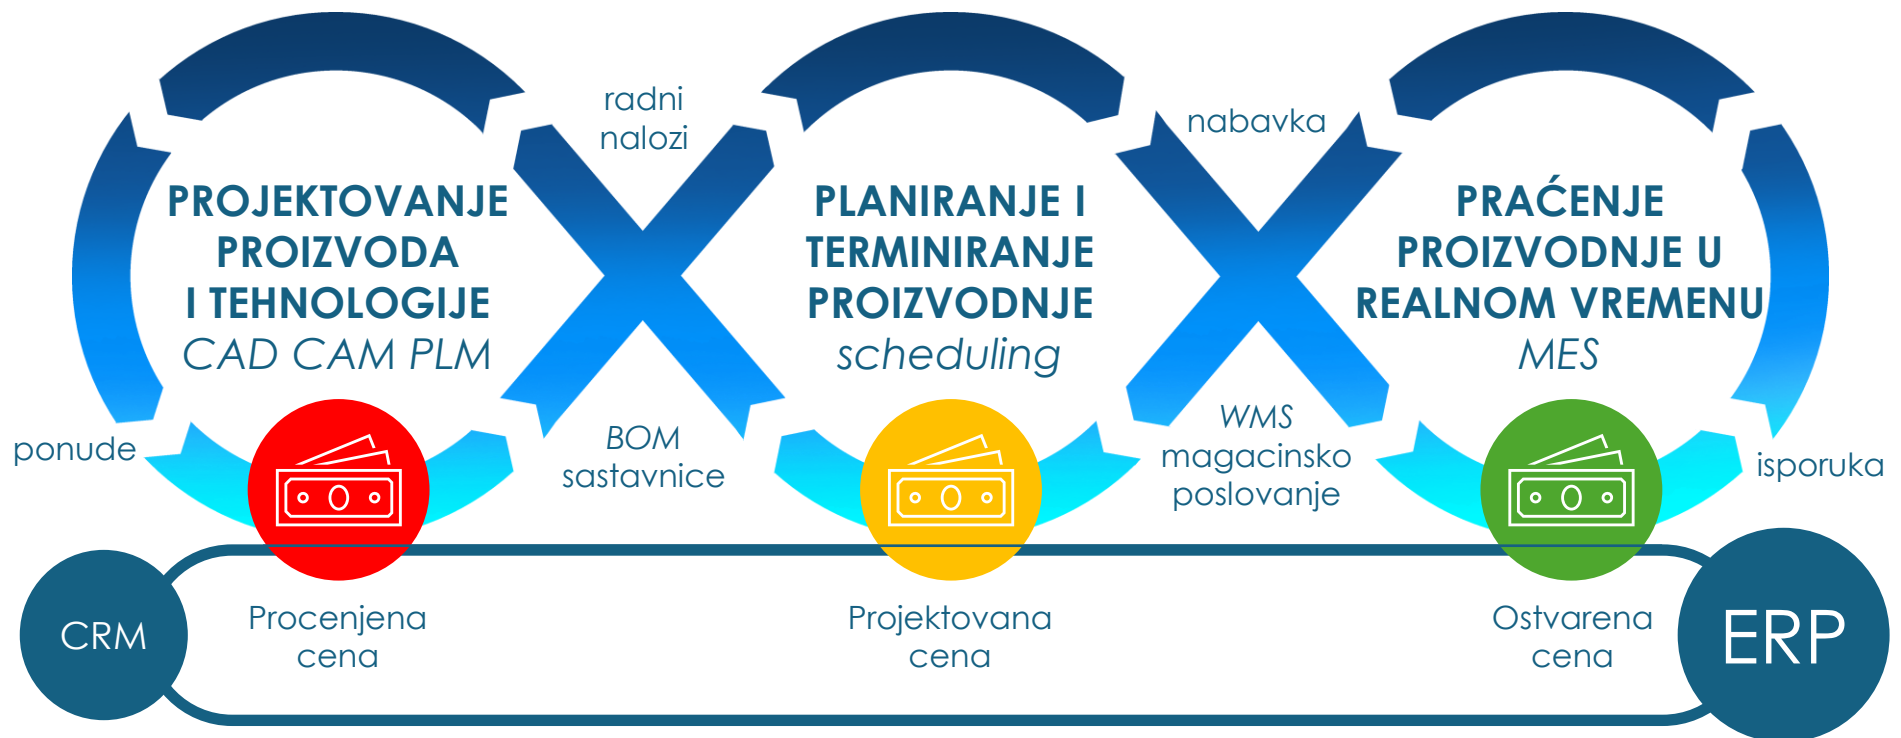 radni
nalozi
nabavka
PROJEKTOVANJE
PROIZVODA
I TEHNOLOGIJE
CAD CAM PLM
PLANIRANJE I
TERMINIRANJE
PROIZVODNJE
scheduling
PRAĆENJE
PROIZVODNJE U
REALNOM VREMENU
MES
ponude
BOM
sastavnice
WMS
magacinsko
poslovanje
isporuka
CRM
Procenjena
cena
Projektovana
cena
Ostvarena
cena
ERP